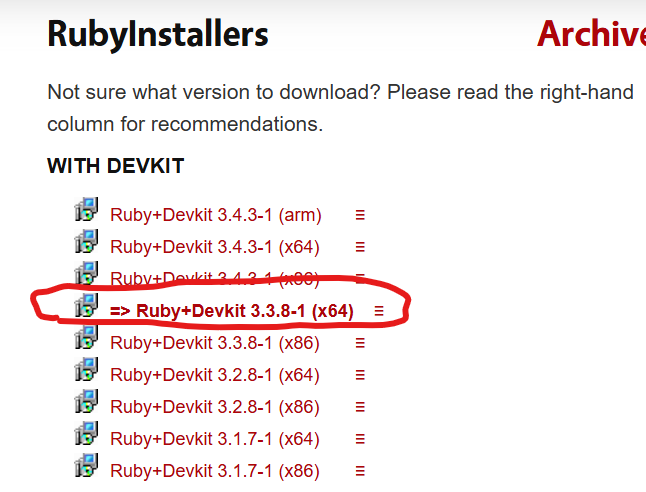 RubyInstallers
Archive
Not sure what version to download? Please read the right-hand
column for recommendations.
WITH DEVKIT
Ruby+Devkit 3.4.3-1 (arm) ≡
Ruby+Devkit 3.4.3-1 (x64) ≡
Ruby+Devkit 3.4.3-1 (x86) ≡
=> Ruby+Devkit 3.3.8-1 (x64) ≡
Ruby+Devkit 3.3.8-1 (x86) ≡
Ruby+Devkit 3.2.8-1 (x64) ≡
Ruby+Devkit 3.2.8-1 (x86) ≡
Ruby+Devkit 3.1.7-1 (x64) ≡
Ruby+Devkit 3.1.7-1 (x86) ≡